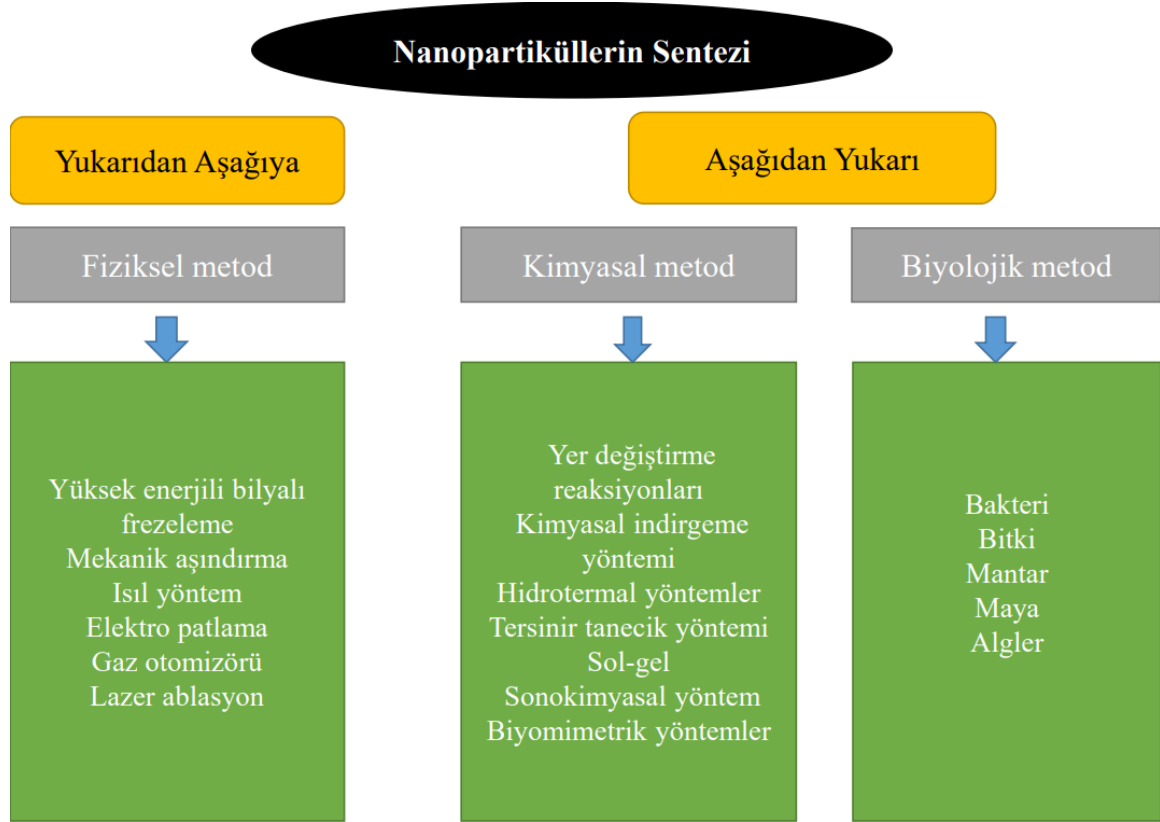 Nanopartiküllerin Sentezi
Yukarıdan Aşağıya
Aşağıdan Yukarı
Fiziksel metod
Kimyasal metod
Biyolojik metod
Yüksek enerjili bilyalı
frezeleme
Mekanik aşındırma
Isıl yöntem
Elektro patlama
Gaz otomizörü
Lazer ablasyon
Yer değiştirme
reaksiyonları
Kimyasal indirgeme
yöntemi
Hidrotermal yöntemler
Tersinir tanecik yöntemi
Sol-gel
Sonokimyasal yöntem
Biyomimetrik yöntemler
Bakteri
Bitki
Mantar
Maya
Algler